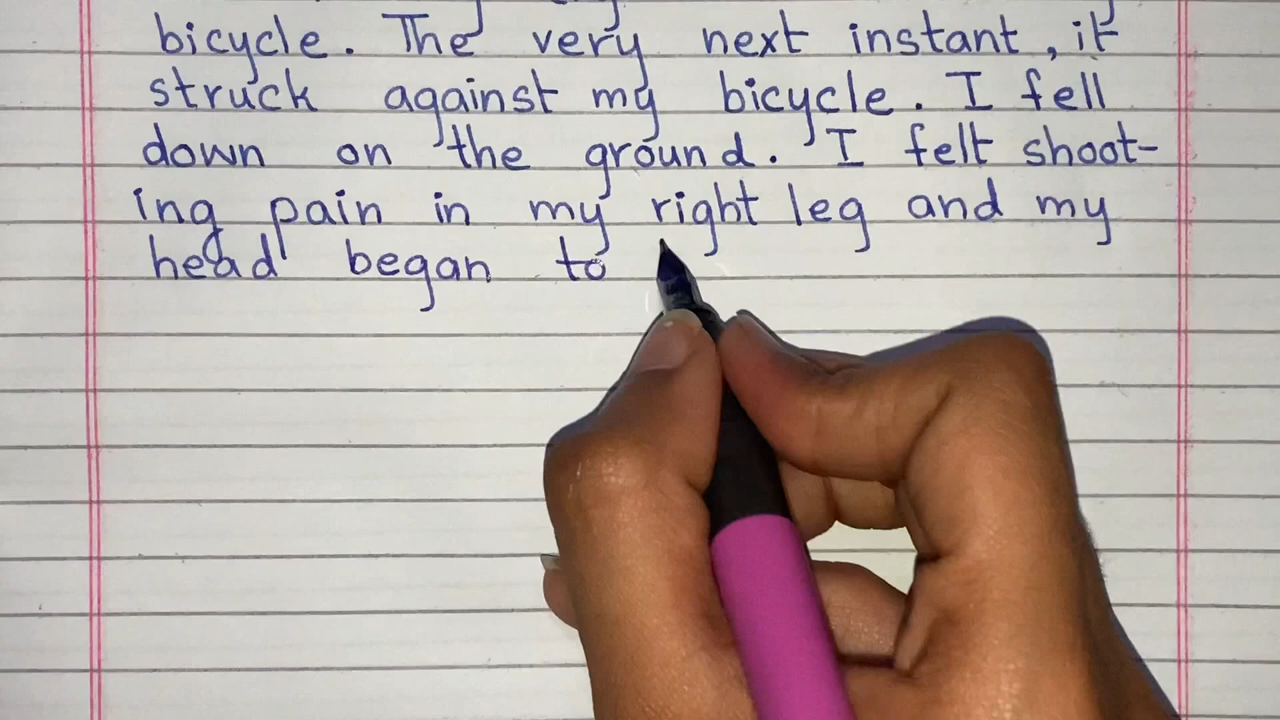 bicycle. The very next instant, it
struck against my bicycle. I fell
down on the ground. I felt shoot-
ing pain in my right leg and my
head began to